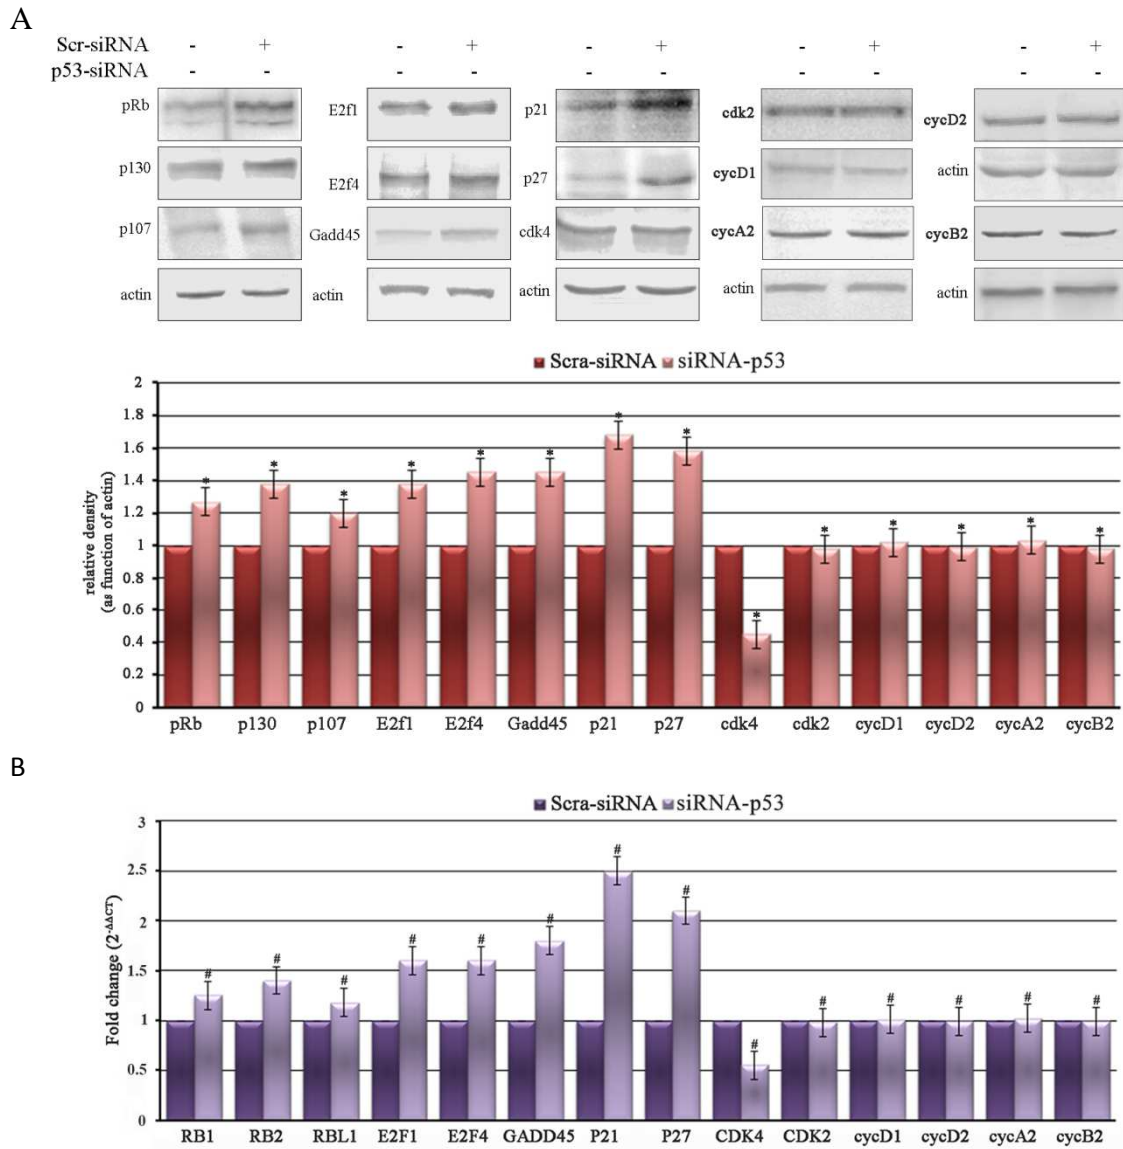 A
Scr-siRNA - + - + - + - + - +
p53-siRNA - - - - - - - - - -
pRb
E2f1
p21
cdk2
cycD2
p130
E2f4
p27
cycD1
actin
p107
Gadd45
cdk4
cycA2
cycB2
actin
actin
actin
actin
actin
Scra-siRNA siRNA-p53
relative density
(as function of actin)
2
1.8
1.6
1.4
1.2
1
0.8
0.6
0.4
0.2
0
* * * * * * * * * * * * * *
pRb p130 p107 E2f1 E2f4 Gadd45 p21 p27 cdk4 cdk2 cycD1 cycD2 cycA2 cycB2
B
Scra-siRNA siRNA-p53
Fold change (2-ΔΔCT)
3
2.5
2
1.5
1
0.5
0
# # # # # # # # # # # # # #
RB1 RB2 RBL1 E2F1 E2F4 GADD45 P21 P27 CDK4 CDK2 cycD1 cycD2 cycA2 cycB2